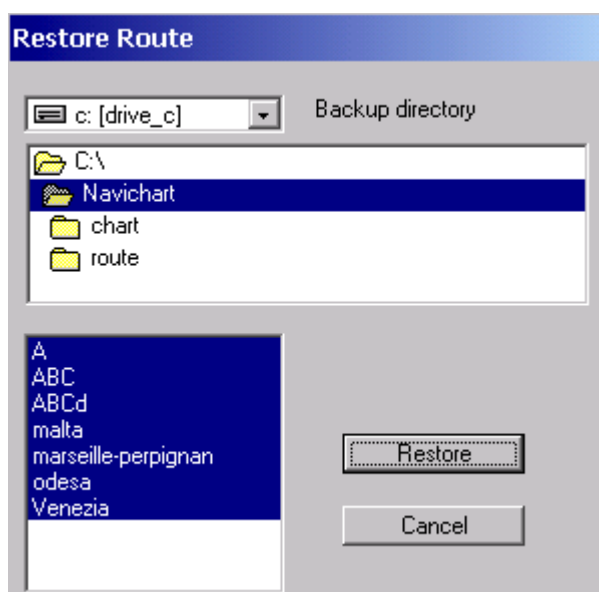 Restore Route
c: [drive_c]
Backup directory
C:\
Navichart
chart
route
A
ABC
ABCd
malta
marseille-perpignan
odesa
Venezia
Restore
Cancel